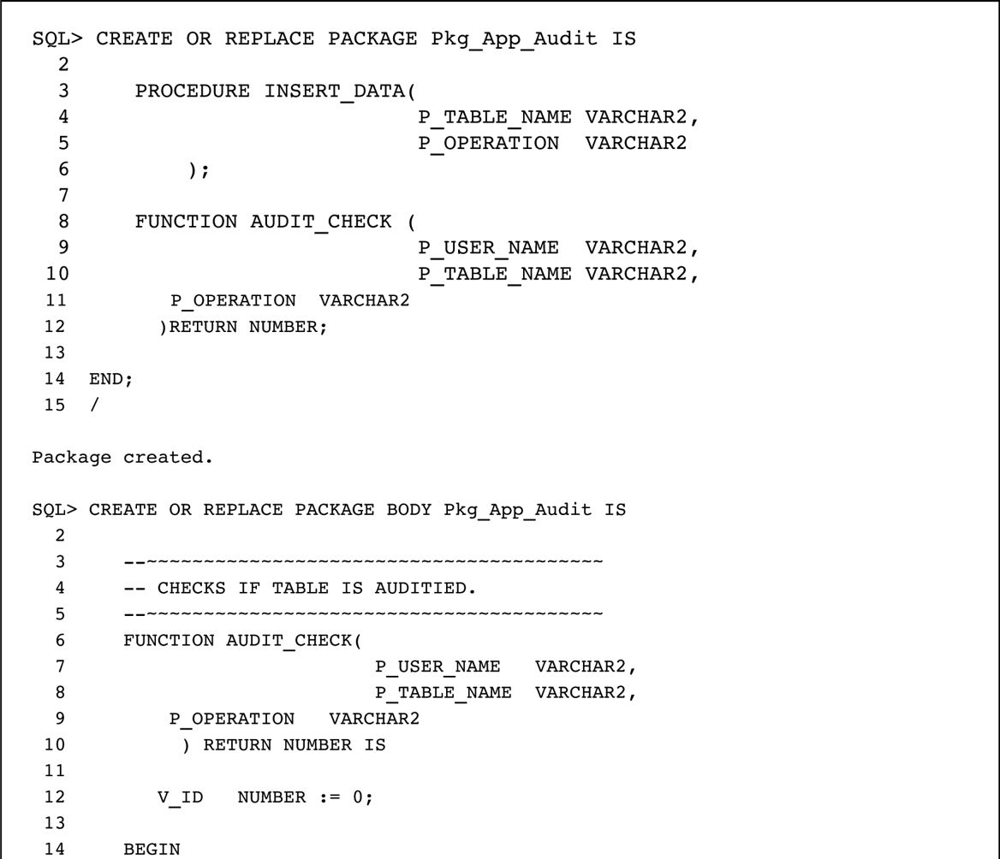 SQL> CREATE OR REPLACE PACKAGE Pkg_App_Audit IS
2
3 PROCEDURE INSERT_DATA(
4 P_TABLE_NAME VARCHAR2,
5 P_OPERATION VARCHAR2
6 );
7
8 FUNCTION AUDIT_CHECK (
9 P_USER_NAME VARCHAR2,
10 P_TABLE_NAME VARCHAR2,
11 P_OPERATION VARCHAR2
12 )RETURN NUMBER;
13
14 END;
15 /
Package created.
SQL> CREATE OR REPLACE PACKAGE BODY Pkg_App_Audit IS
2
3 --~~~~~~~~~~~~~~~~~~~~~~~~~~~~~~~~~~~~~~~~
4 -- CHECKS IF TABLE IS AUDITIED.
5 --~~~~~~~~~~~~~~~~~~~~~~~~~~~~~~~~~~~~~~~~
6 FUNCTION AUDIT_CHECK(
7 P_USER_NAME VARCHAR2,
8 P_TABLE_NAME VARCHAR2,
9 P_OPERATION VARCHAR2
10 ) RETURN NUMBER IS
11
12 V_ID NUMBER := 0;
13
14 BEGIN